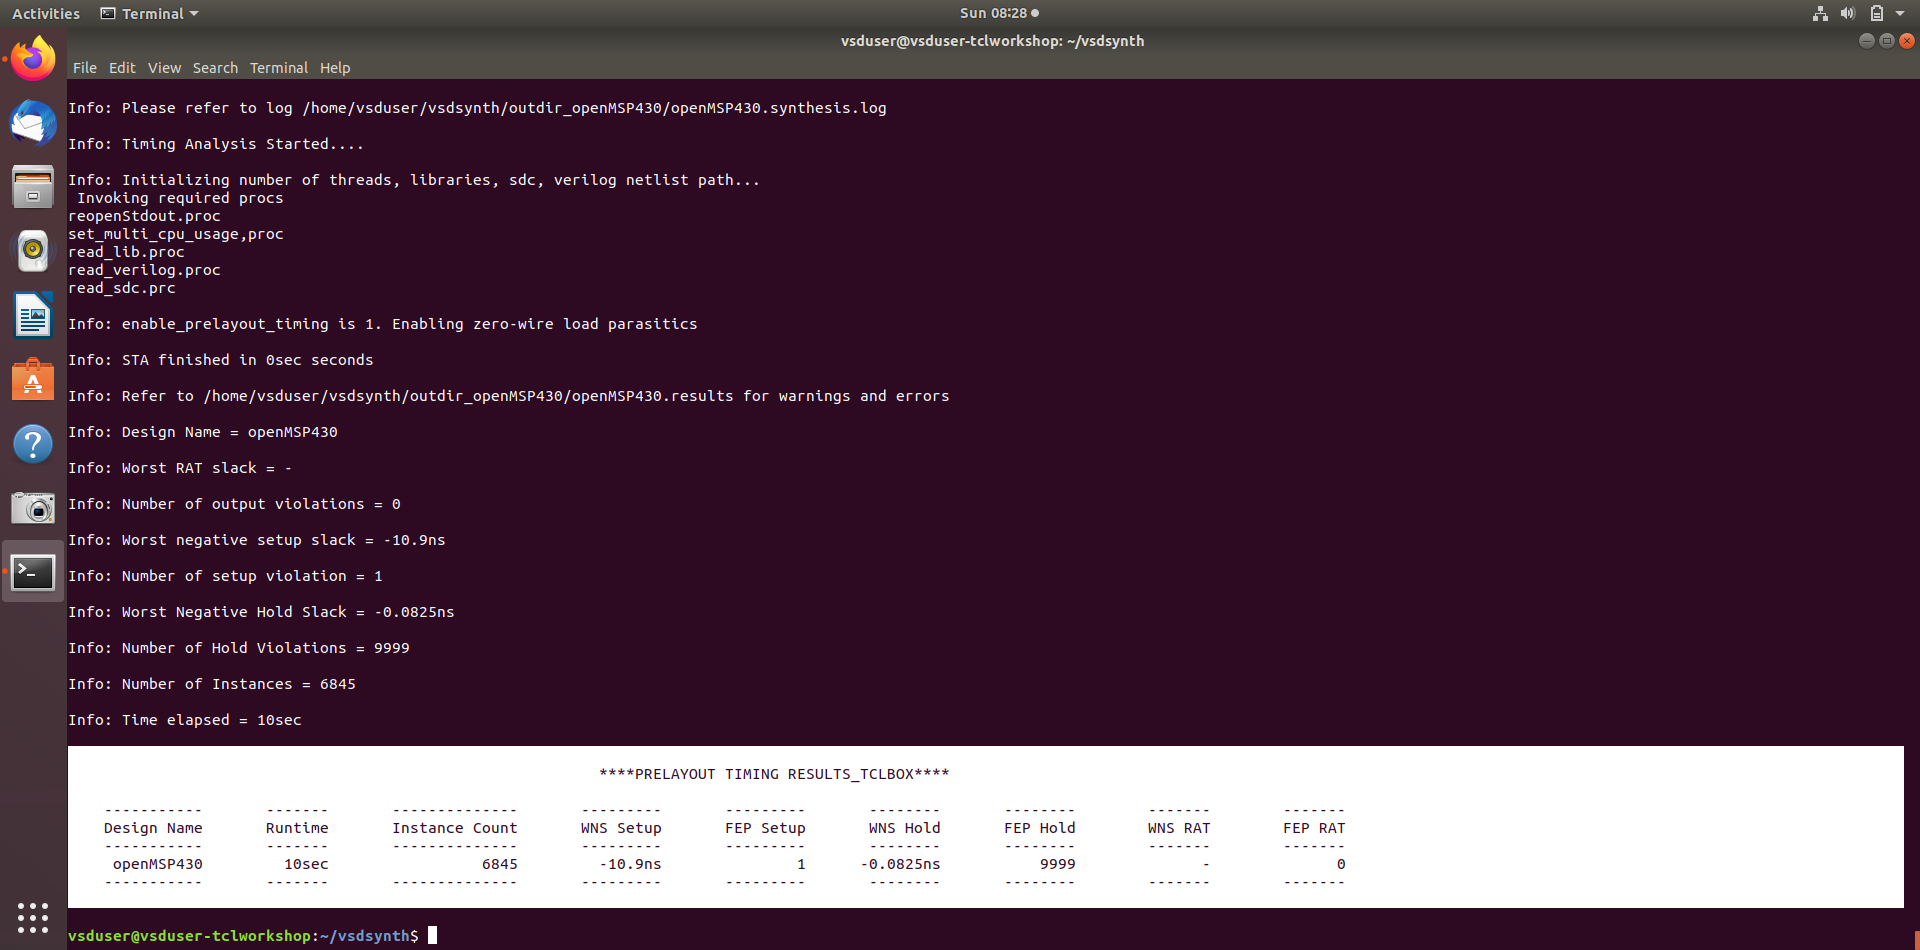 Activities Terminal Sun 08:28
vsduser@vsduser-tclworkshop: ~/vsdsynth
File Edit View Search Terminal Help
Info: Please refer to log /home/vsduser/vsdsynth/outdir_openMSP430/openMSP430.synthesis.log
Info: Timing Analysis Started....
Info: Initializing number of threads, libraries, sdc, verilog netlist path...
Invoking required procs
reopenStdout.proc
set_multi_cpu_usage,proc
read_lib.proc
read_verilog.proc
read_sdc.prc
Info: enable_prelayout_timing is 1. Enabling zero-wire load parasitics
Info: STA finished in 0sec seconds
Info: Refer to /home/vsduser/vsdsynth/outdir_openMSP430/openMSP430.results for warnings and errors
Info: Design Name = openMSP430
Info: Worst RAT slack = -
Info: Number of output violations = 0
Info: Worst negative setup slack = -10.9ns
Info: Number of setup violation = 1
Info: Worst Negative Hold Slack = -0.0825ns
Info: Number of Hold Violations = 9999
Info: Number of Instances = 6845
Info: Time elapsed = 10sec
****PRELAYOUT TIMING RESULTS_TCLBOX****
----------- ------- -------------- --------- --------- -------- -------- ------- -------
Design Name Runtime Instance Count WNS Setup FEP Setup WNS Hold FEP Hold WNS RAT FEP RAT
----------- ------- -------------- --------- --------- -------- -------- ------- -------
openMSP430 10sec 6845 -10.9ns 1 -0.0825ns 9999 - 0
----------- ------- -------------- --------- --------- -------- -------- ------- -------
vsduser@vsduser-tclworkshop:~/vsdsynth$